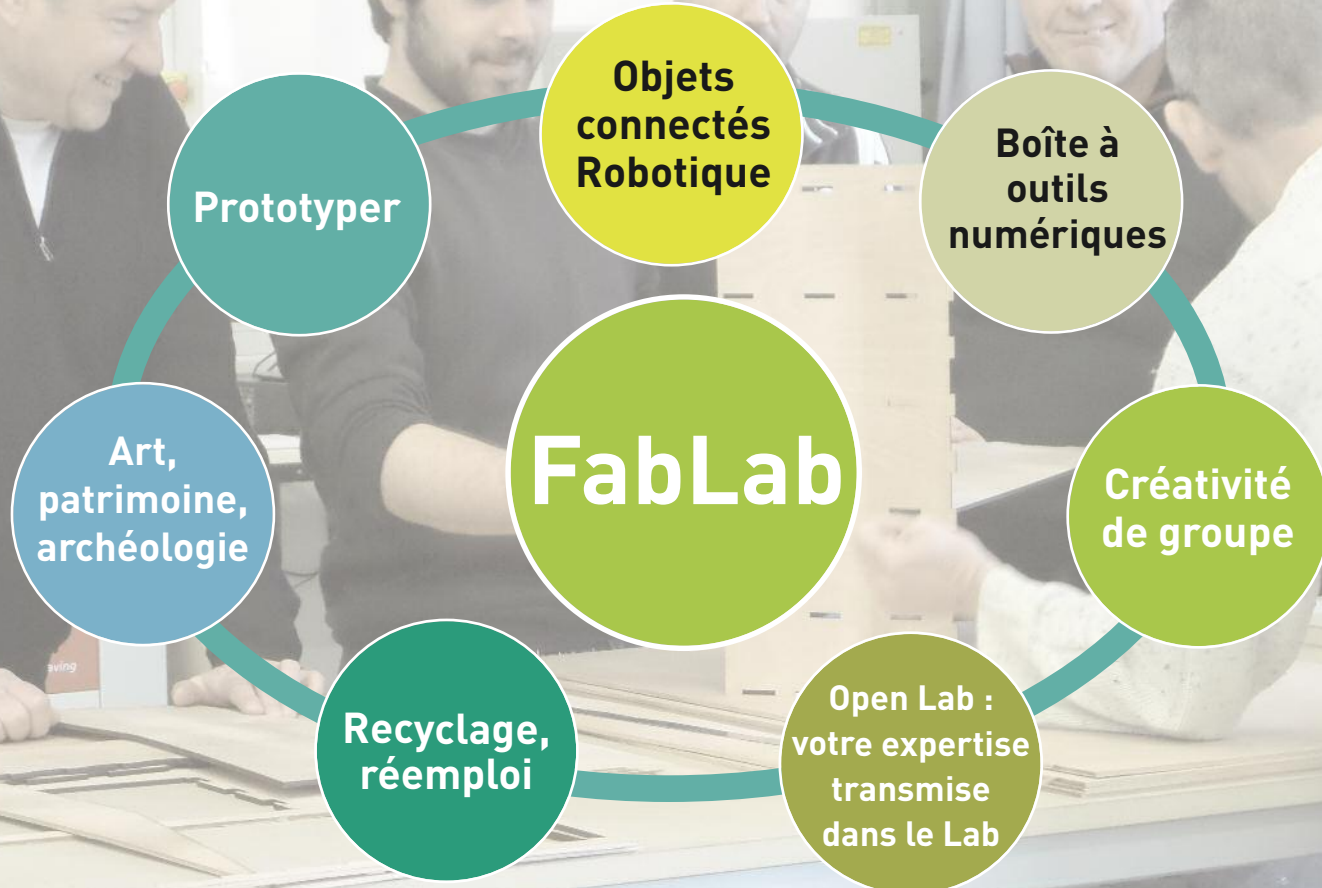 Objets
connectés
Robotique
Boîte à
outils
numériques
Prototyper
FabLab
Art,
patrimoine,
archéologie
Créativité
de groupe
Recyclage,
réemploi
Open Lab :
votre expertise
transmise
dans le Lab
aving